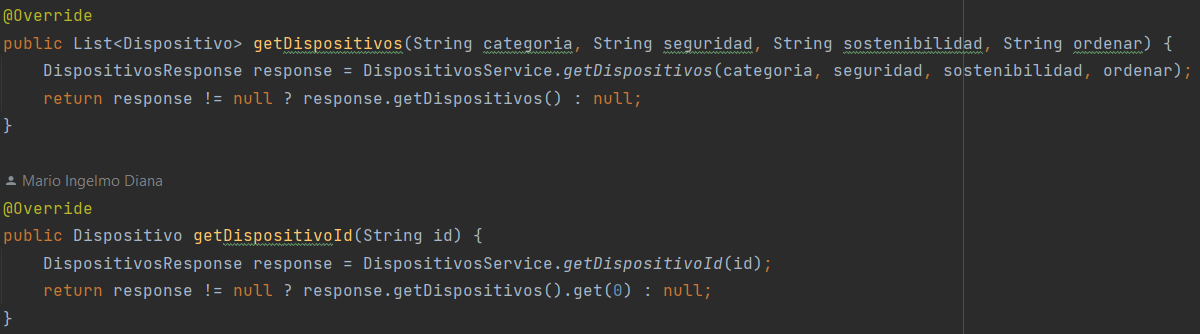 @Override
public List<Dispositivo> getDispositivos(String categoria, String seguridad, String sostenibilidad, String ordenar) {
    DispositivosResponse response = DispositivosService.getDispositivos(categoria, seguridad, sostenibilidad, ordenar);
    return response != null ? response.getDispositivos() : null;
}
Mario Ingelmo Diana
@Override
public Dispositivo getDispositivoId(String id) {
    DispositivosResponse response = DispositivosService.getDispositivoId(id);
    return response != null ? response.getDispositivos().get(0) : null;
}